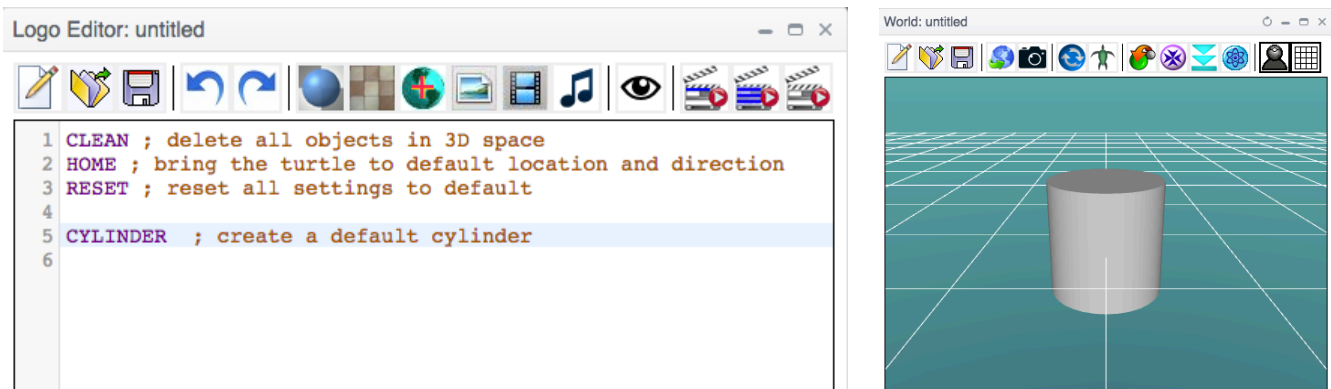 Logo Editor: untitled
1 CLEAN ; delete all objects in 3D space
2 HOME ; bring the turtle to default location and direction
3 RESET ; reset all settings to default
4
5 CYLINDER  ; create a default cylinder
6
World: untitled